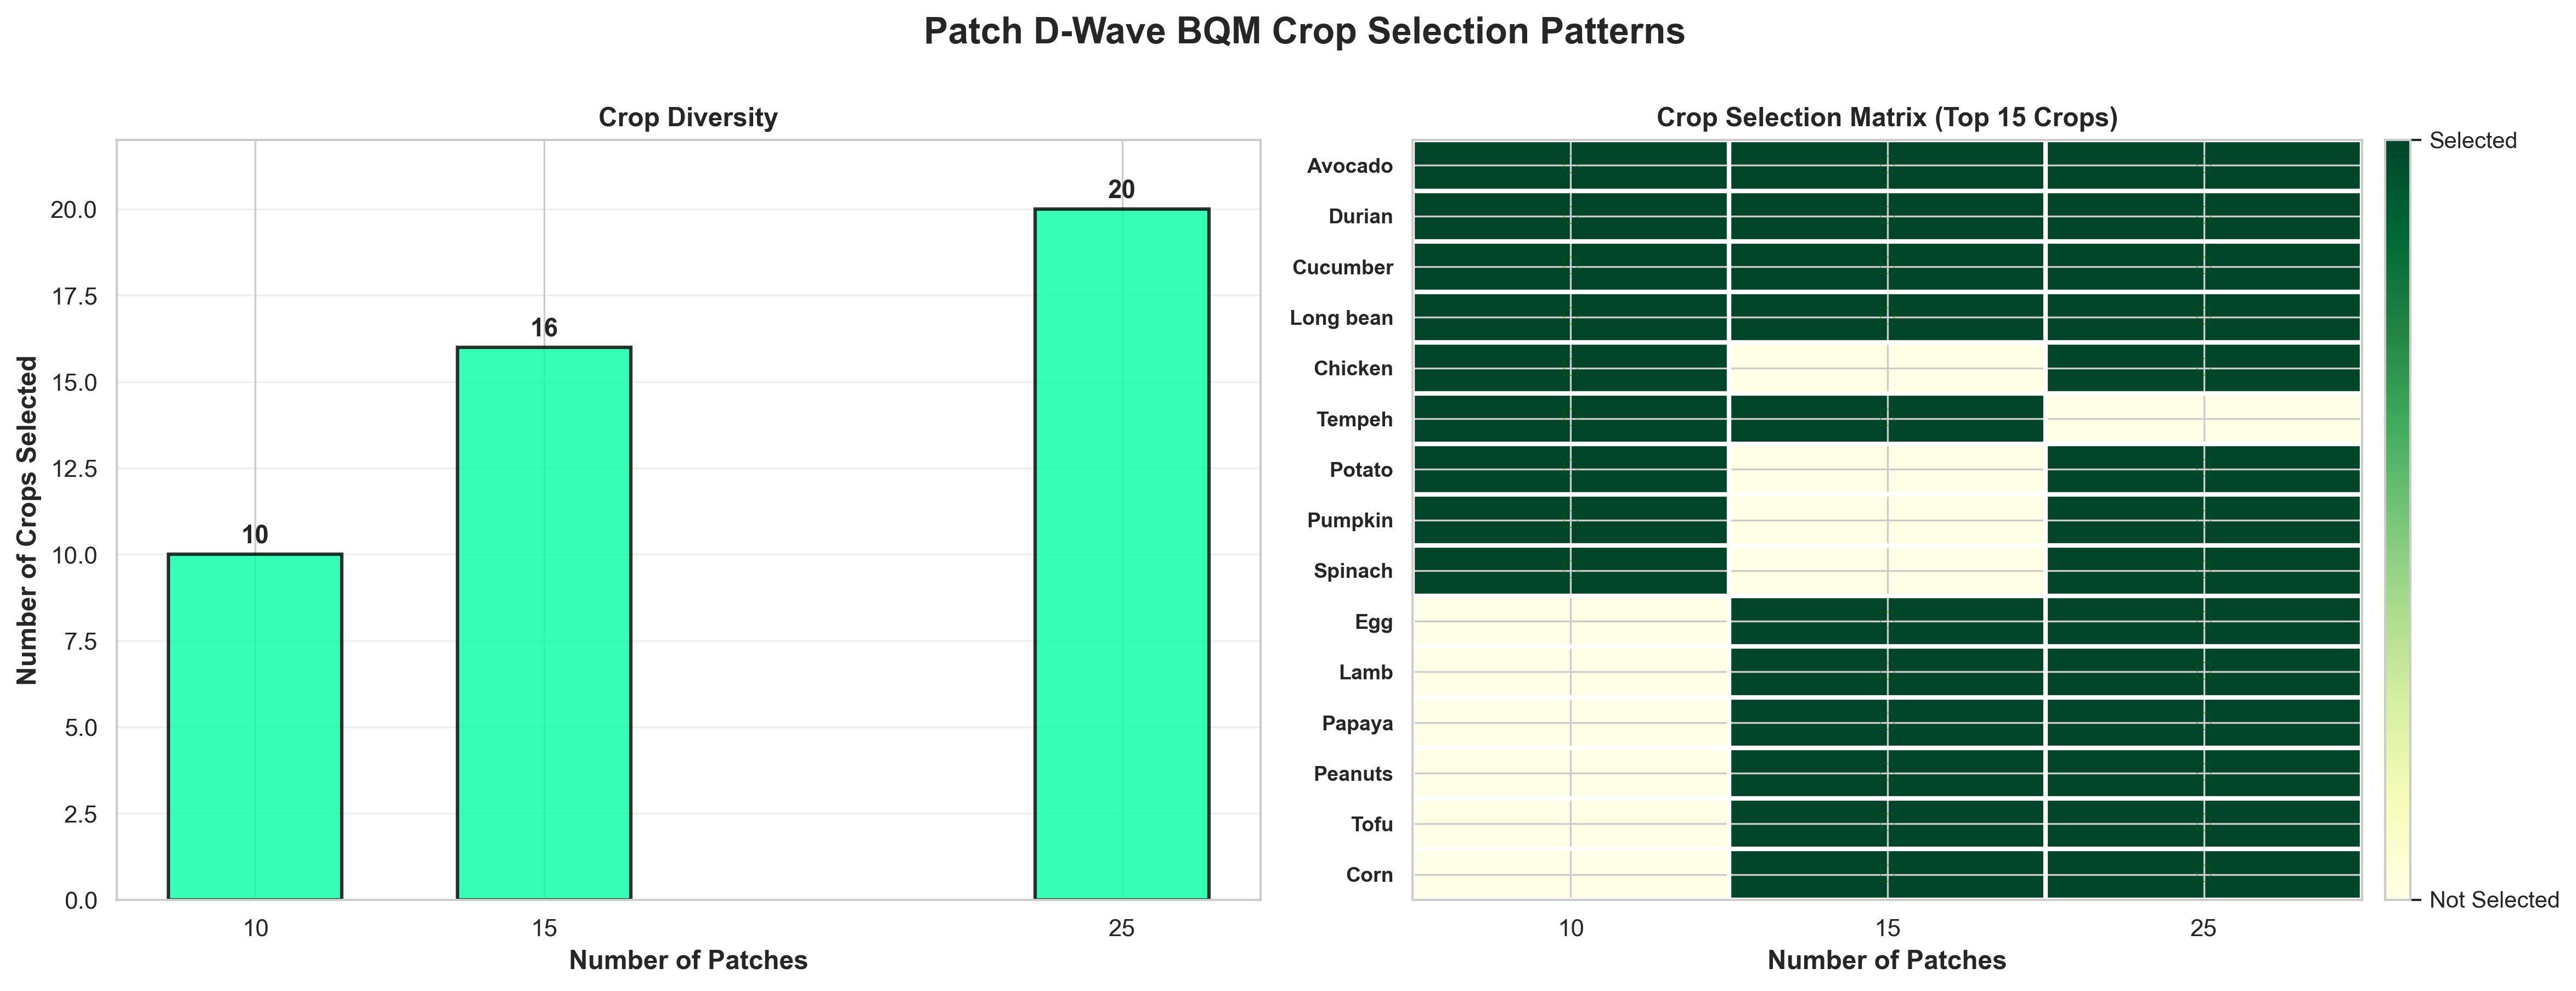 Patch D-Wave BQM Crop Selection Patterns
Crop Diversity
Number of Crops Selected
20.0
17.5
15.0
12.5
10.0
7.5
5.0
2.5
0.0
10
16
20
10
15
25
Number of Patches
Crop Selection Matrix (Top 15 Crops)
Avocado
Durian
Cucumber
Long bean
Chicken
Tempeh
Potato
Pumpkin
Spinach
Egg
Lamb
Papaya
Peanuts
Tofu
Corn
10
15
25
Number of Patches
Selected
Not Selected